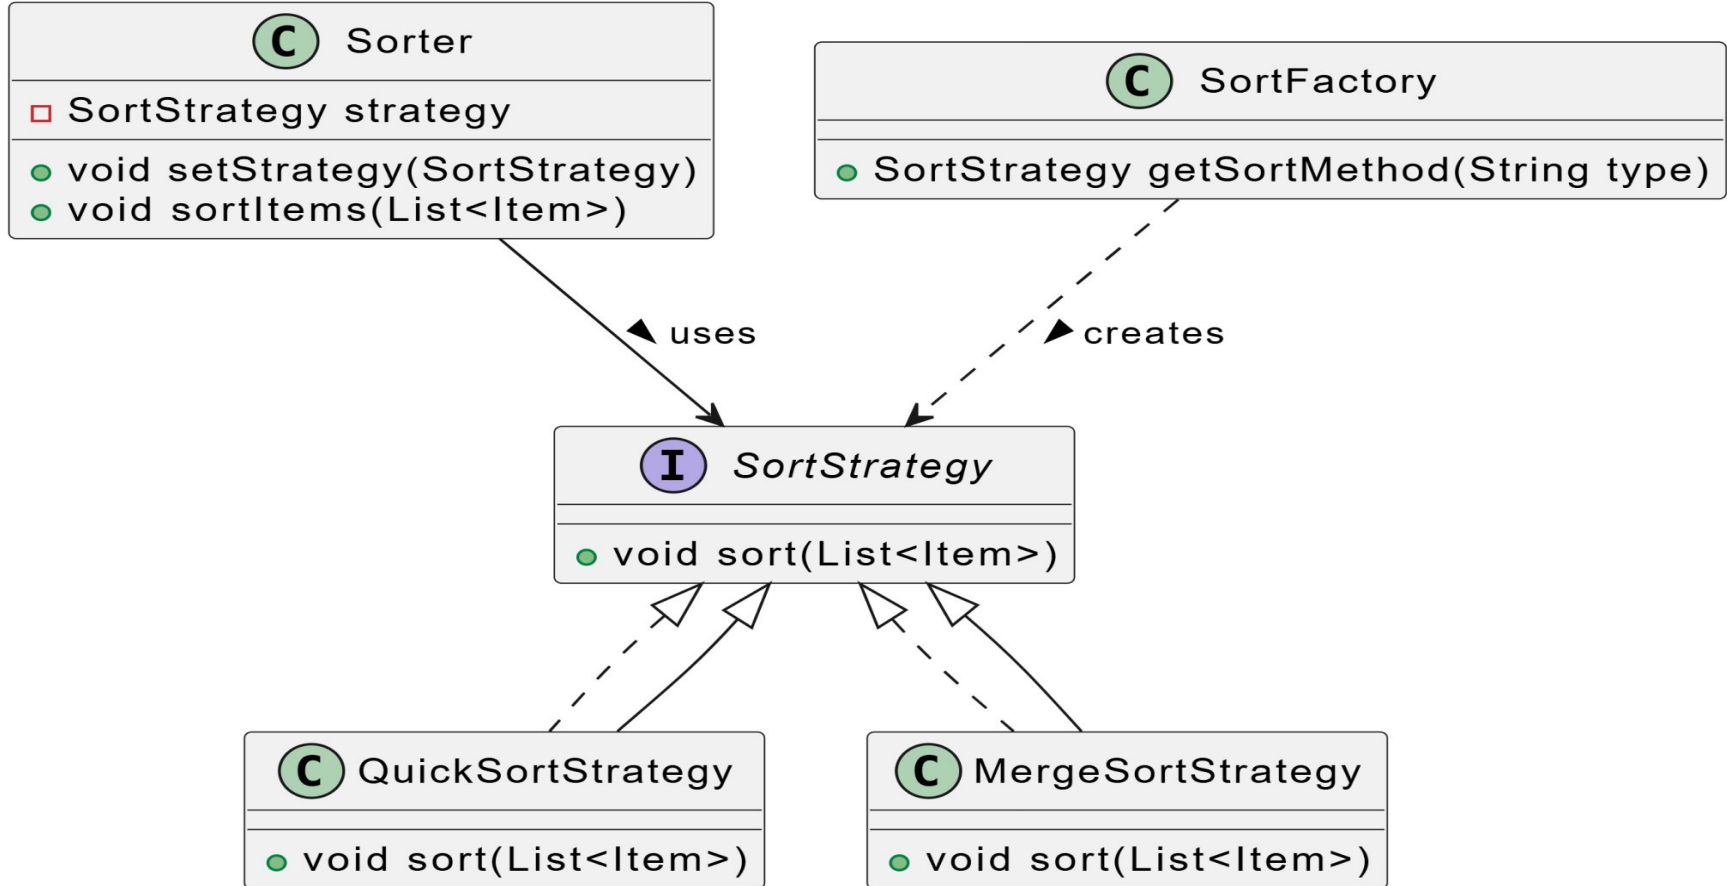 C Sorter
SortStrategy strategy
void setStrategy(SortStrategy)
void sortItems(List<Item>)
C SortFactory
SortStrategy getSortMethod(String type)
uses
creates
I SortStrategy
void sort(List<Item>)
C QuickSortStrategy
void sort(List<Item>)
C MergeSortStrategy
void sort(List<Item>)